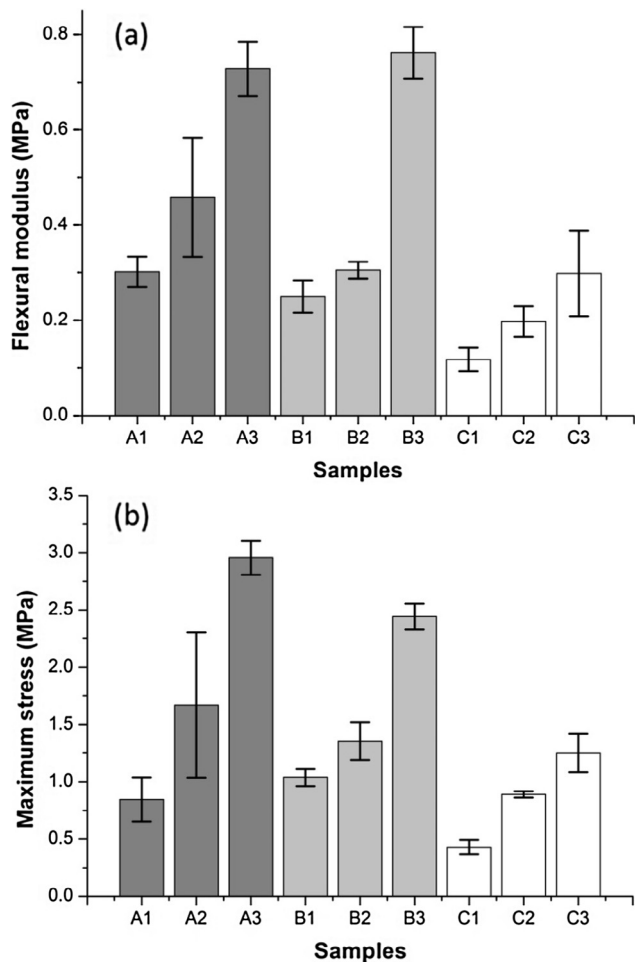 (a)
Flexural modulus (MPa)
0.8
0.6
0.4
0.2
0.0
A1 A2 A3 B1 B2 B3 C1 C2 C3
Samples
(b)
Maximum stress (MPa)
3.5
3.0
2.5
2.0
1.5
1.0
0.5
0.0
A1 A2 A3 B1 B2 B3 C1 C2 C3
Samples